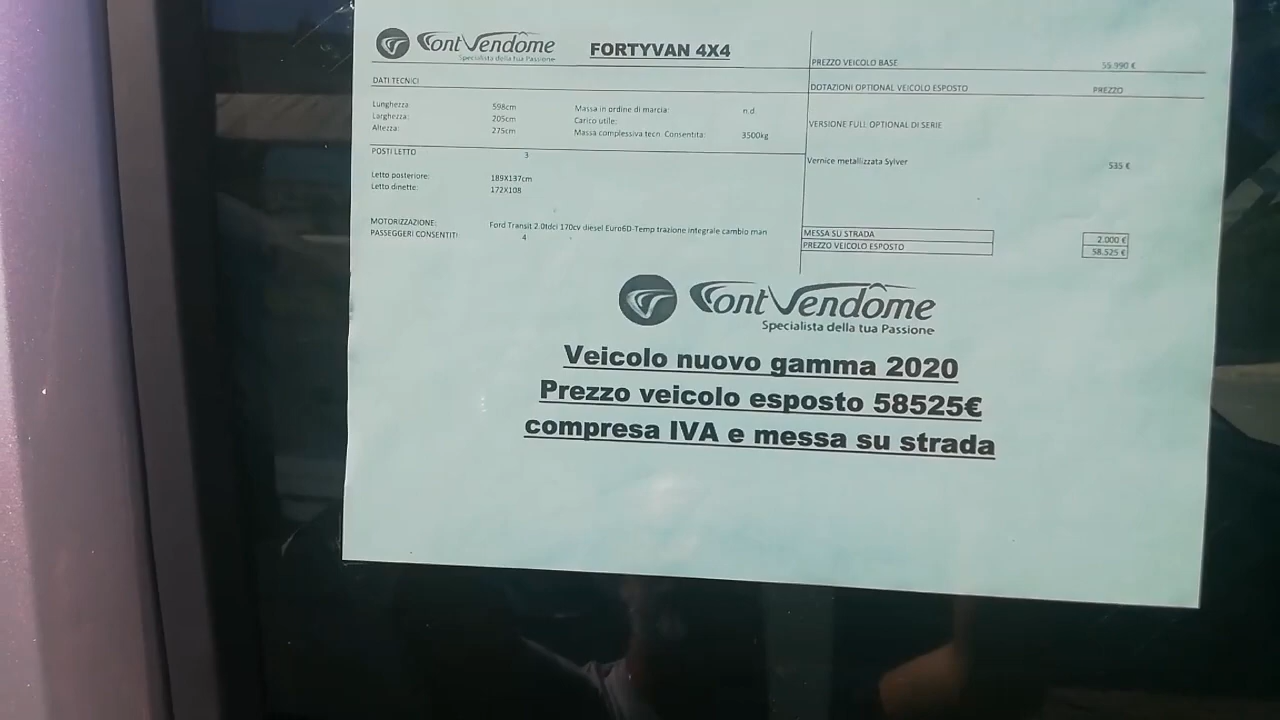 FontVendôme
Specialista della tua Passione
FORTYVAN 4X4
PREZZO VEICOLO BASE 55.990 €
DATI TECNICI
DOTAZIONI OPTIONAL VEICOLO ESPOSTO PREZZO
Lunghezza: 598cm Massa in ordine di marcia: n.d
Larghezza: 205cm Carico utile:
Altezza: 275cm Massa complessiva tecn. Consentita: 3500kg
VERSIONE FULL OPTIONAL DI SERIE
POSTI LETTO 3
Vernice metallizzata Sylver 535 €
Letto posteriore: 189X137cm
Letto dinette: 172X108
MOTORIZZAZIONE: Ford Transit 2.0tdci 170cv diesel Euro6D-Temp trazione integrale cambio man
PASSEGGERI CONSENTITI 4
MESSA SU STRADA 2.000 €
PREZZO VEICOLO ESPOSTO 58.525 €
FontVendôme
Specialista della tua Passione
Veicolo nuovo gamma 2020
Prezzo veicolo esposto 58525€
compresa IVA e messa su strada